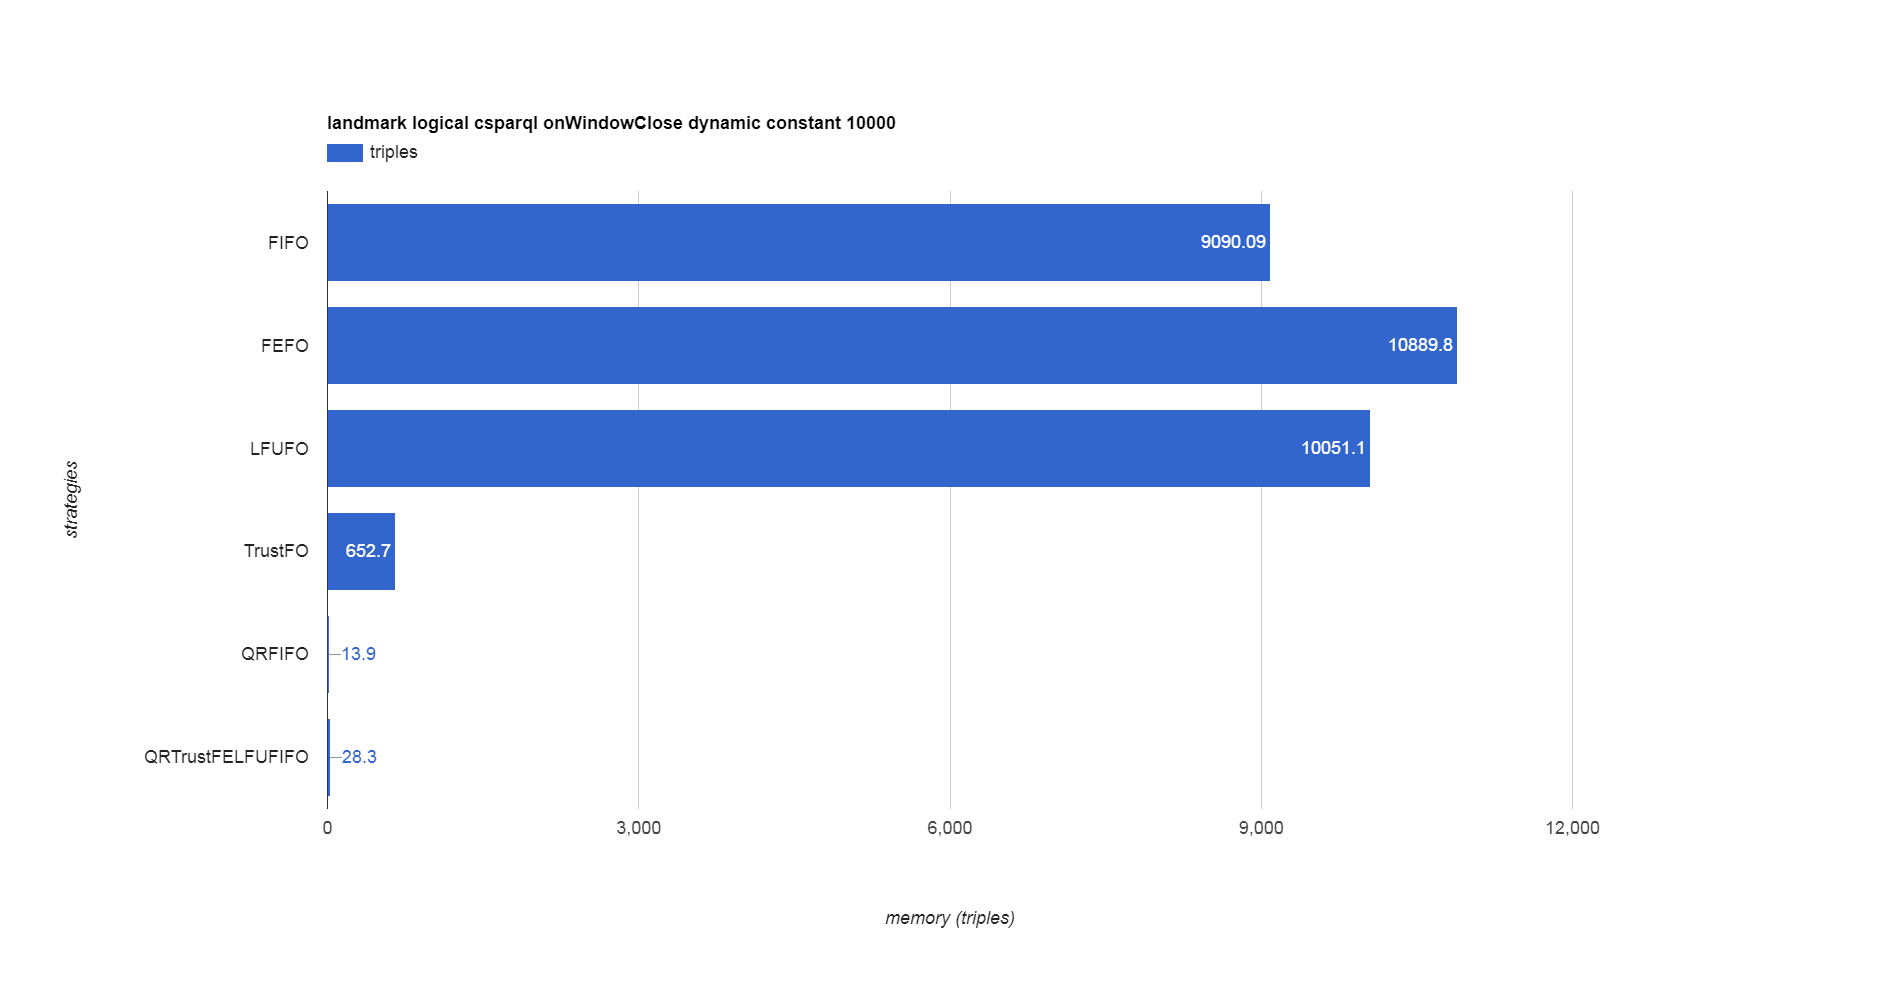 landmark logical csparql onWindowClose dynamic constant 10000
triples
FIFO 9090.09
FEFO 10889.8
LFUFO 10051.1
strategies
TrustFO 652.7
QRFIFO 13.9
QRTrustFELFUFIFO 28.3
0 3,000 6,000 9,000 12,000
memory (triples)